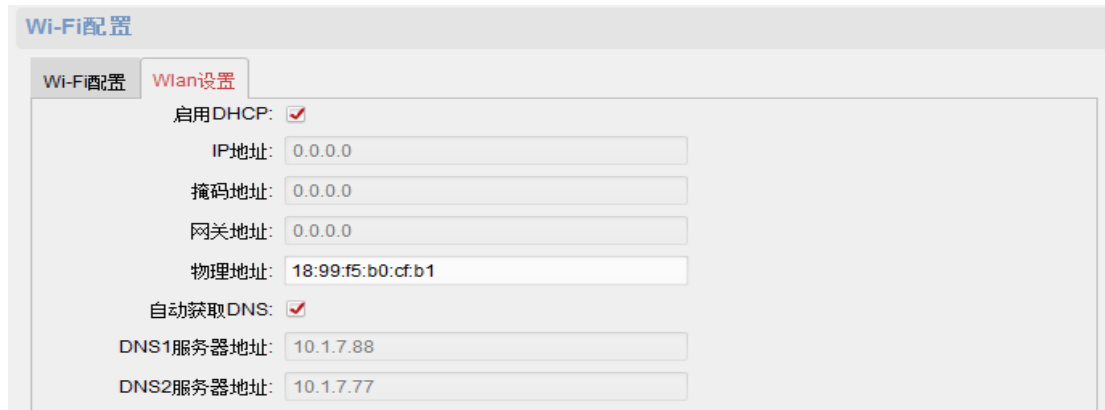 Wi-Fi配置
Wi-Fi配置 Wlan设置
启用DHCP:
IP地址: 0.0.0.0
掩码地址: 0.0.0.0
网关地址: 0.0.0.0
物理地址: 18:99:f5:b0:cf:b1
自动获取DNS:
DNS1服务器地址: 10.1.7.88
DNS2服务器地址: 10.1.7.77